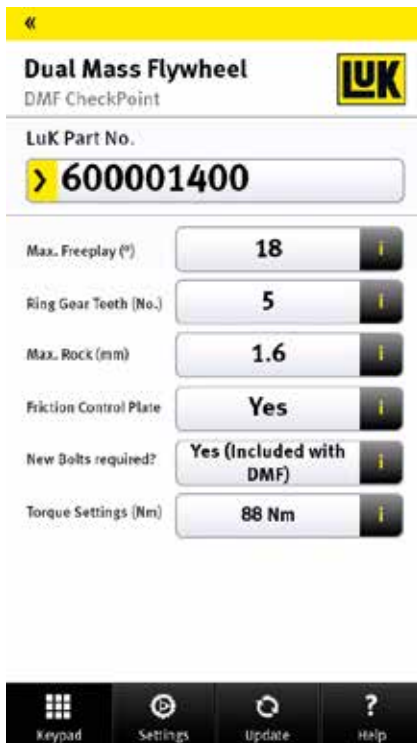 «
Dual Mass Flywheel
DMF CheckPoint
LUK
LuK Part No.
› 600001400
Max. Freeplay (°) 18 i
Ring Gear Teeth (No.) 5 i
Max. Rock (mm) 1.6 i
Friction Control Plate Yes i
New Bolts required? Yes (Included with
DMF) i
Torque Settings (Nm) 88 Nm i
Keypad Settings Update ? Help